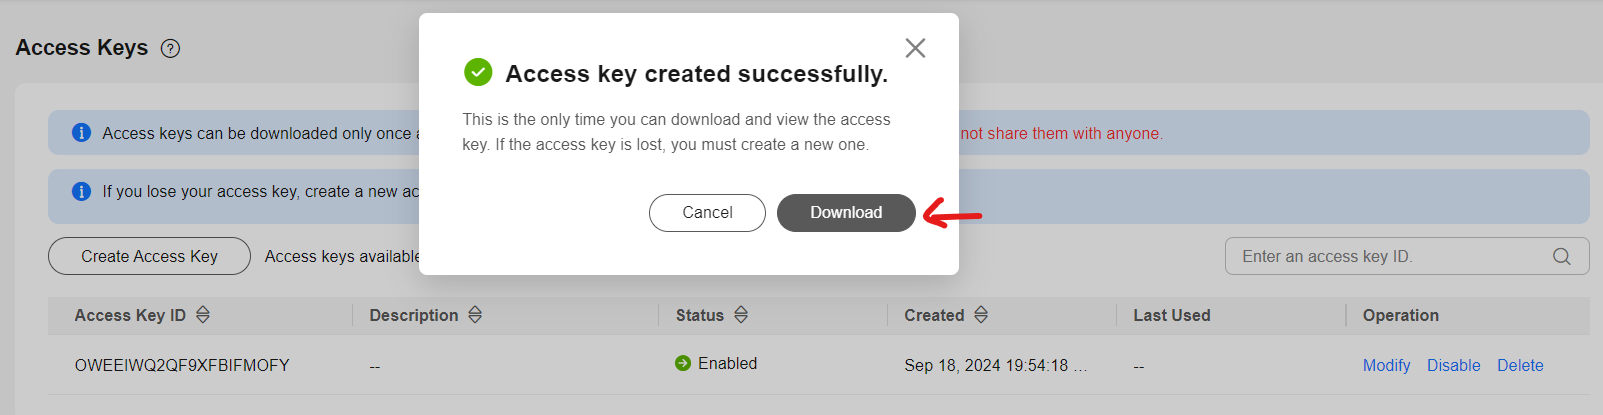 Access Keys ?
Access key created successfully.
This is the only time you can download and view the access
key. If the access key is lost, you must create a new one.
Cancel Download
Access keys can be downloaded only once not share them with anyone.
If you lose your access key, create a new
Create Access Key Access keys available Enter an access key ID.
Access Key ID Description Status Created Last Used Operation
OWEEIWQ2QF9XFBIFMOFY -- Enabled Sep 18, 2024 19:54:18 ... -- Modify Disable Delete